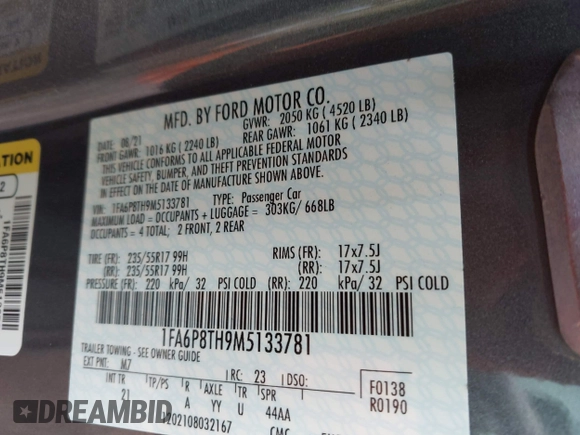 MFD. BY FORD MOTOR CO.
DATE: 08/21 GVWR: 2050 KG ( 4520 LB)
FRONT GAWR: 1016 KG ( 2240 LB) REAR GAWR: 1061 KG ( 2340 LB)
THIS VEHICLE CONFORMS TO ALL APPLICABLE FEDERAL MOTOR
VEHICLE SAFETY, BUMPER, AND THEFT PREVENTION STANDARDS
IN EFFECT ON THE DATE OF MANUFACTURE SHOWN ABOVE.
VIN: 1FA6P8TH9M5133781 TYPE: Passenger Car
MAXIMUM LOAD = OCCUPANTS + LUGGAGE = 303KG/ 668LB
OCCUPANTS = 4 TOTAL; 2 FRONT, 2 REAR
TIRE (FR): 235/55R17 99H RIMS (FR): 17x7.5J
(RR): 235/55R17 99H (RR): 17x7.5J
PRESSURE (FR): 220 kPa/ 32 PSI COLD (RR): 220 kPa/ 32 PSI COLD
1FA6P8TH9M5133781
TRAILER TOWING - SEE OWNER GUIDE
EXT PNT: M7 RC: 23 DSO:
INT TR TP/PS R AXLE TR SPR
21 A YY U 44AA
F0138
R0190
202108032167
DREAMBID
dreambid.com